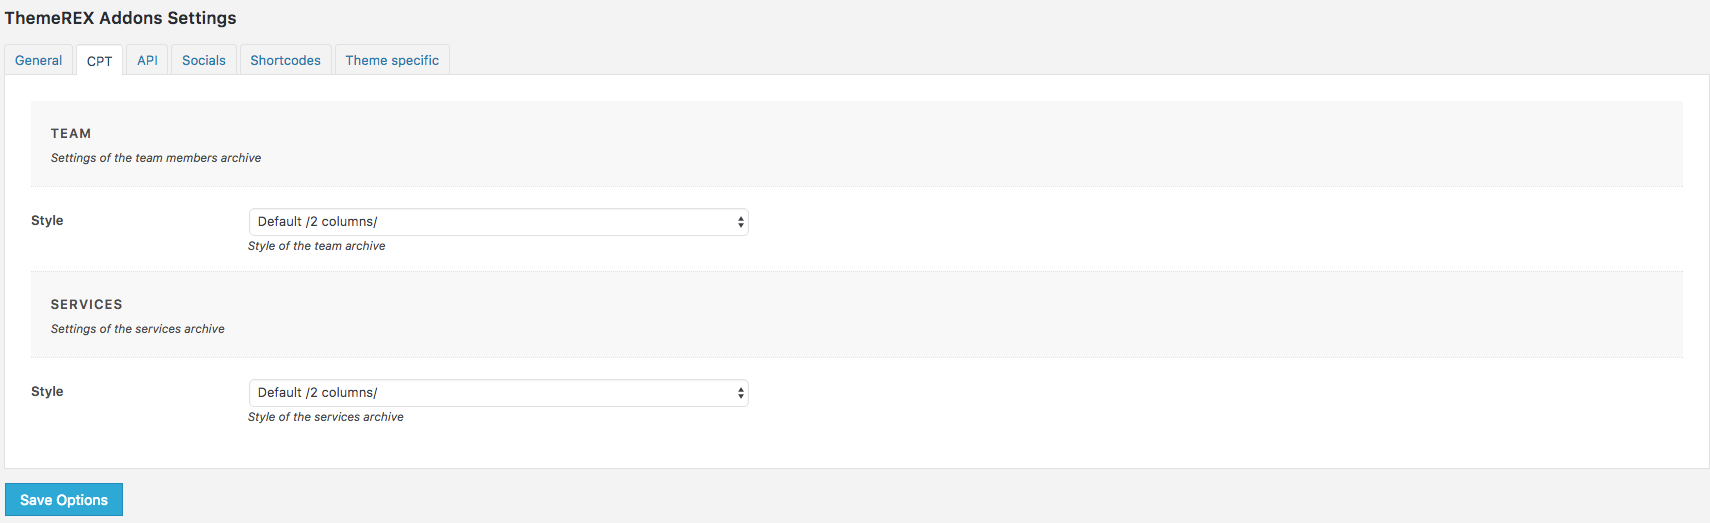 ThemeREX Addons Settings
General CPT API Socials Shortcodes Theme specific
TEAM
Settings of the team members archive
Style Default /2 columns/
Style of the team archive
SERVICES
Settings of the services archive
Style Default /2 columns/
Style of the services archive
Save Options